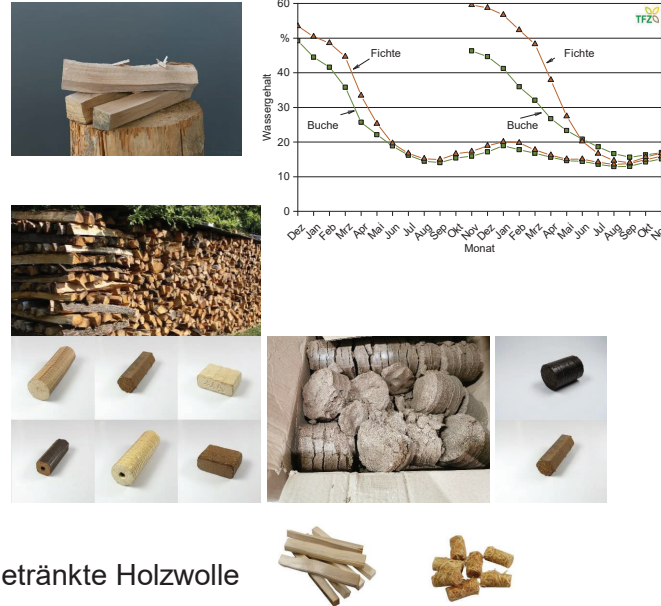 60
TFZ
%
Fichte
Fichte
40
Wassergehalt
30
Buche
Buche
20
10
0
Dez
Jan
Feb
Mrz
Apr
Mai
Jun
Jul
Aug
Sep
Okt
Nov
Dez
Jan
Feb
Mrz
Apr
Mai
Jun
Jul
Aug
Sep
Okt
Monat
etränkte Holzwolle